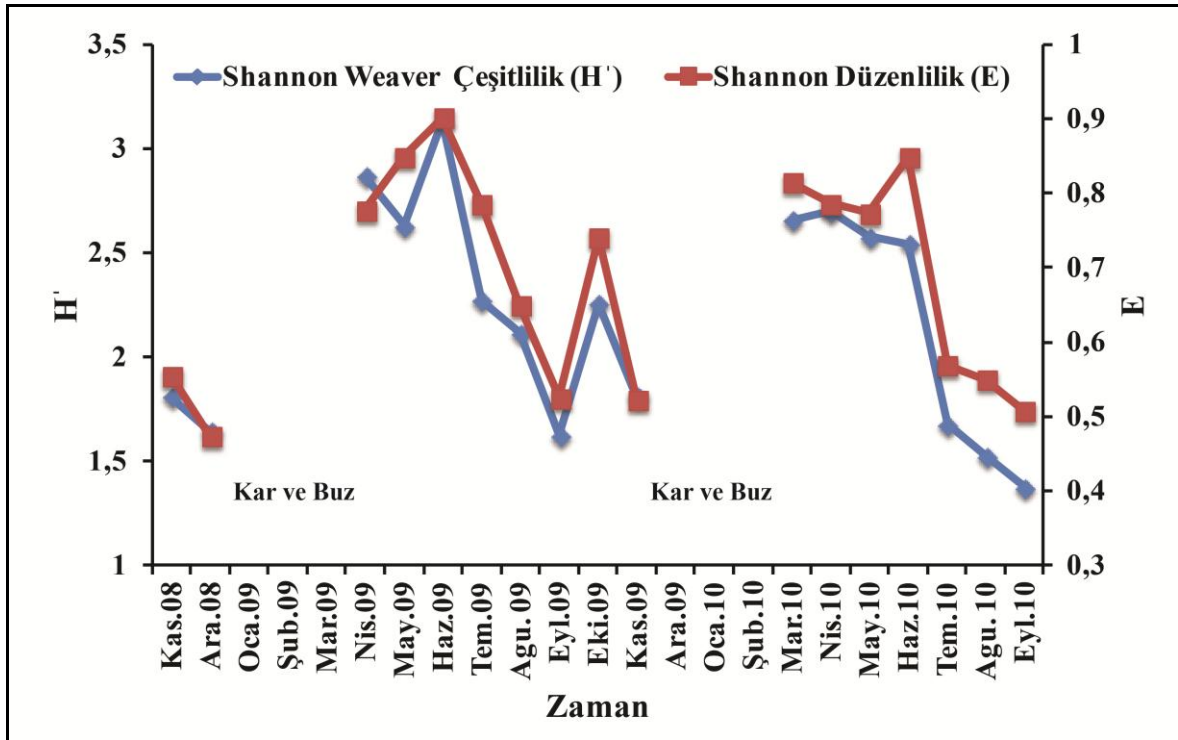 Shannon Weaver Çeşitlilik (H')
Shannon Düzenlilik (E)
3,5
3
2,5
2
1,5
1
H'
1
0,9
0,8
0,7
0,6
0,5
0,4
0,3
E
Kar ve Buz
Kar ve Buz
Kas.08
Ara.08
Oca.09
Şub.09
Mar.09
Nis.09
May.09
Haz.09
Tem.09
Agu.09
Eyl.09
Eki.09
Kas.09
Ara.09
Oca.10
Şub.10
Mar.10
Nis.10
May.10
Haz.10
Tem.10
Agu. 10
Eyl.10
Zaman